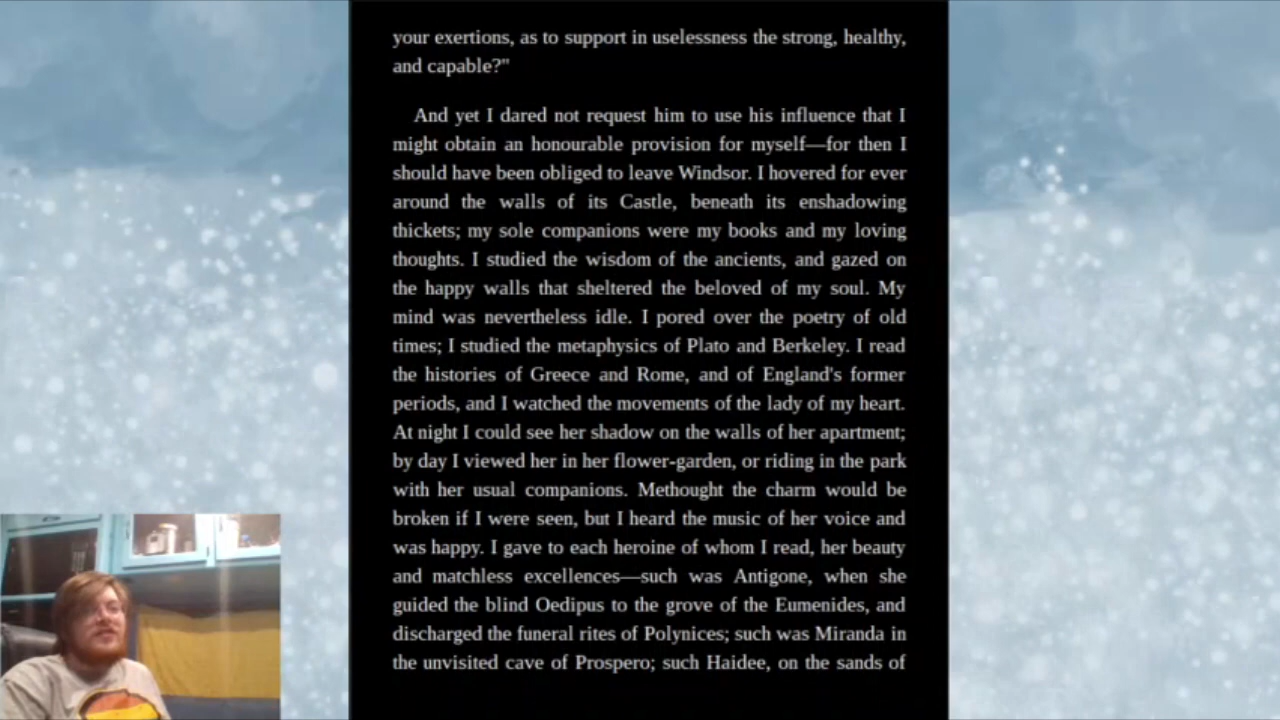 your exertions, as to support in uselessness the strong, healthy,
and capable?"
And yet I dared not request him to use his influence that I
might obtain an honourable provision for myself—for then I
should have been obliged to leave Windsor. I hovered for ever
around the walls of its Castle, beneath its enshadowing
thickets; my sole companions were my books and my loving
thoughts. I studied the wisdom of the ancients, and gazed on
the happy walls that sheltered the beloved of my soul. My
mind was nevertheless idle. I pored over the poetry of old
times; I studied the metaphysics of Plato and Berkeley. I read
the histories of Greece and Rome, and of England's former
periods, and I watched the movements of the lady of my heart.
At night I could see her shadow on the walls of her apartment;
by day I viewed her in her flower-garden, or riding in the park
with her usual companions. Methought the charm would be
broken if I were seen, but I heard the music of her voice and
was happy. I gave to each heroine of whom I read, her beauty
and matchless excellences—such was Antigone, when she
guided the blind Oedipus to the grove of the Eumenides, and
discharged the funeral rites of Polynices; such was Miranda in
the unvisited cave of Prospero; such Haidee, on the sands of